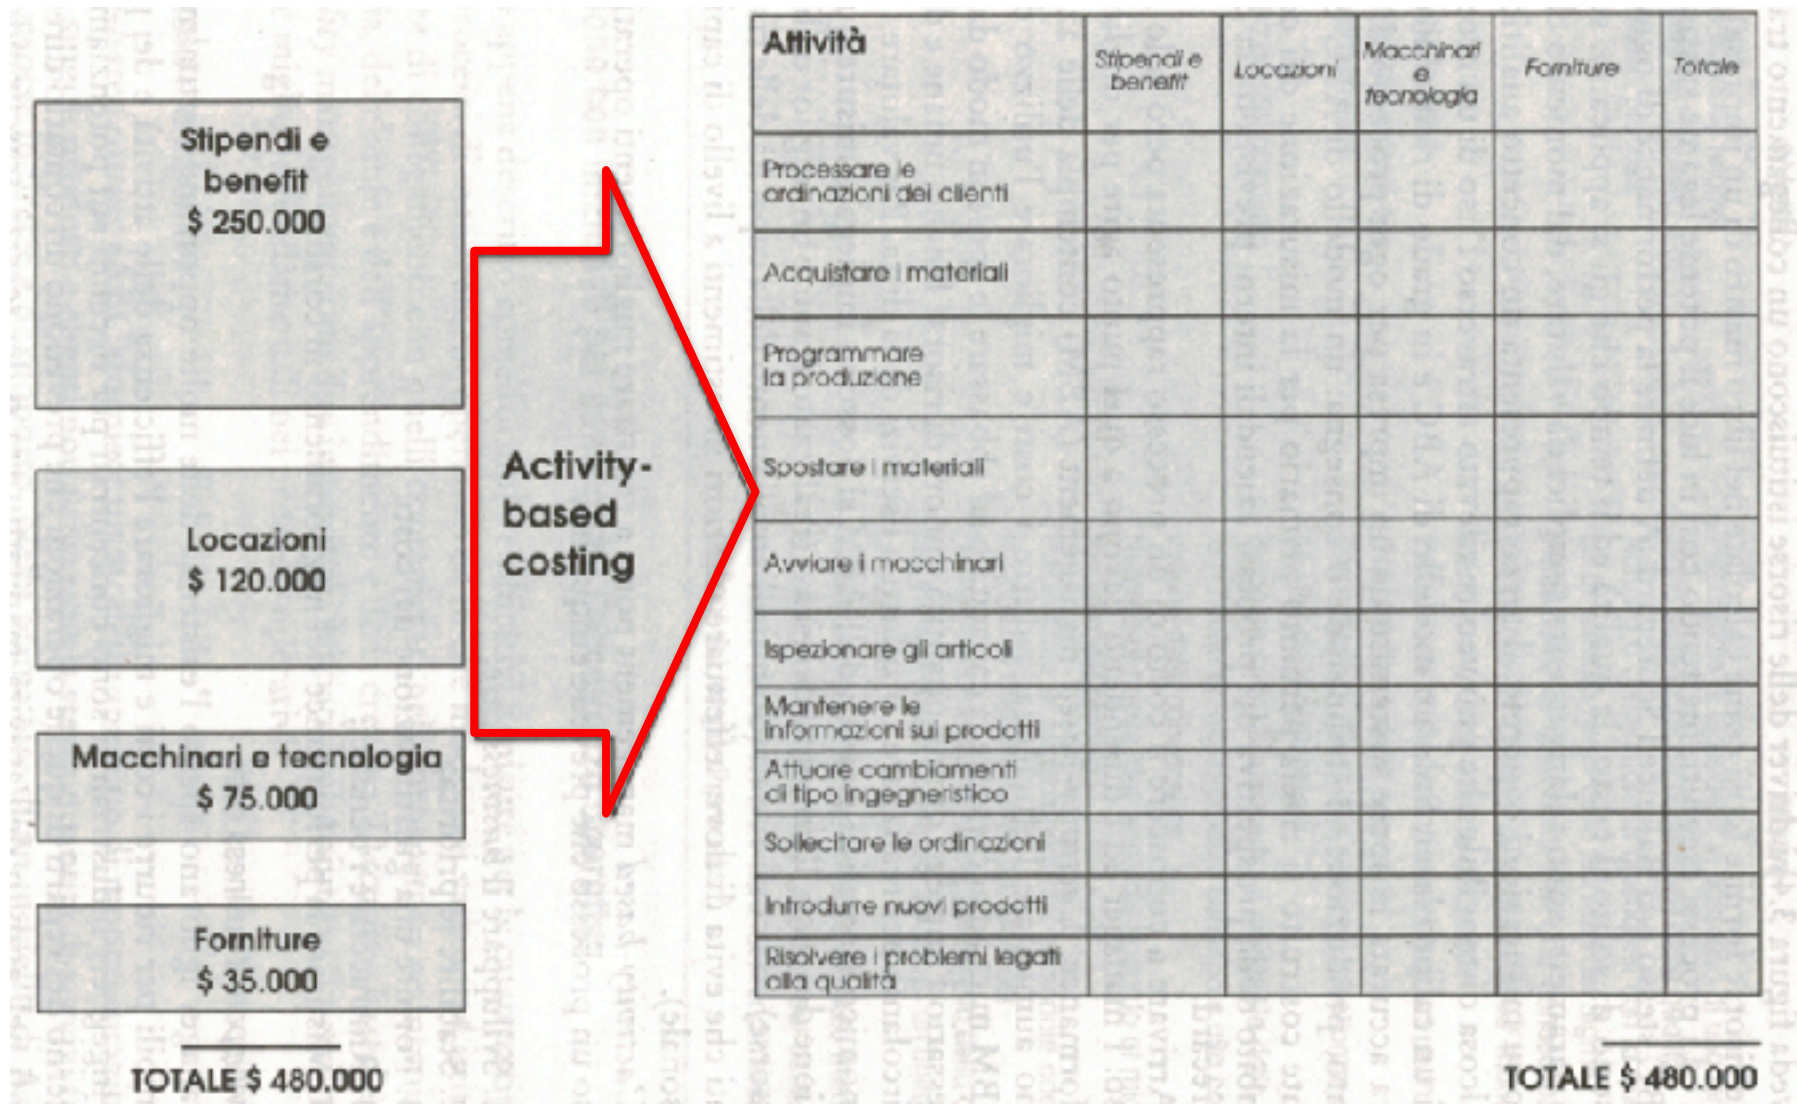 Stipendi e
benefit
$ 250.000
Locazioni
$ 120.000
Macchinari e tecnologia
$ 75.000
Forniture
$ 35.000
TOTALE $ 480.000
Activity-
based
costing
Attività
Stipendi e
benefit
Locazioni
Macchinari
e
tecnologia
Forniture
Totale
Processare le
ordinazioni dei clienti
Acquistare i materiali
Programmare
la produzione
Spostare i materiali
Avviare i macchinari
Ispezionare gli articoli
Mantenere le
informazioni sui prodotti
Attuare cambiamenti
di tipo ingegneristico
Sollecitare le ordinazioni
Introdurre nuovi prodotti
Risolvere i problemi legati
alla qualità
TOTALE $ 480.000